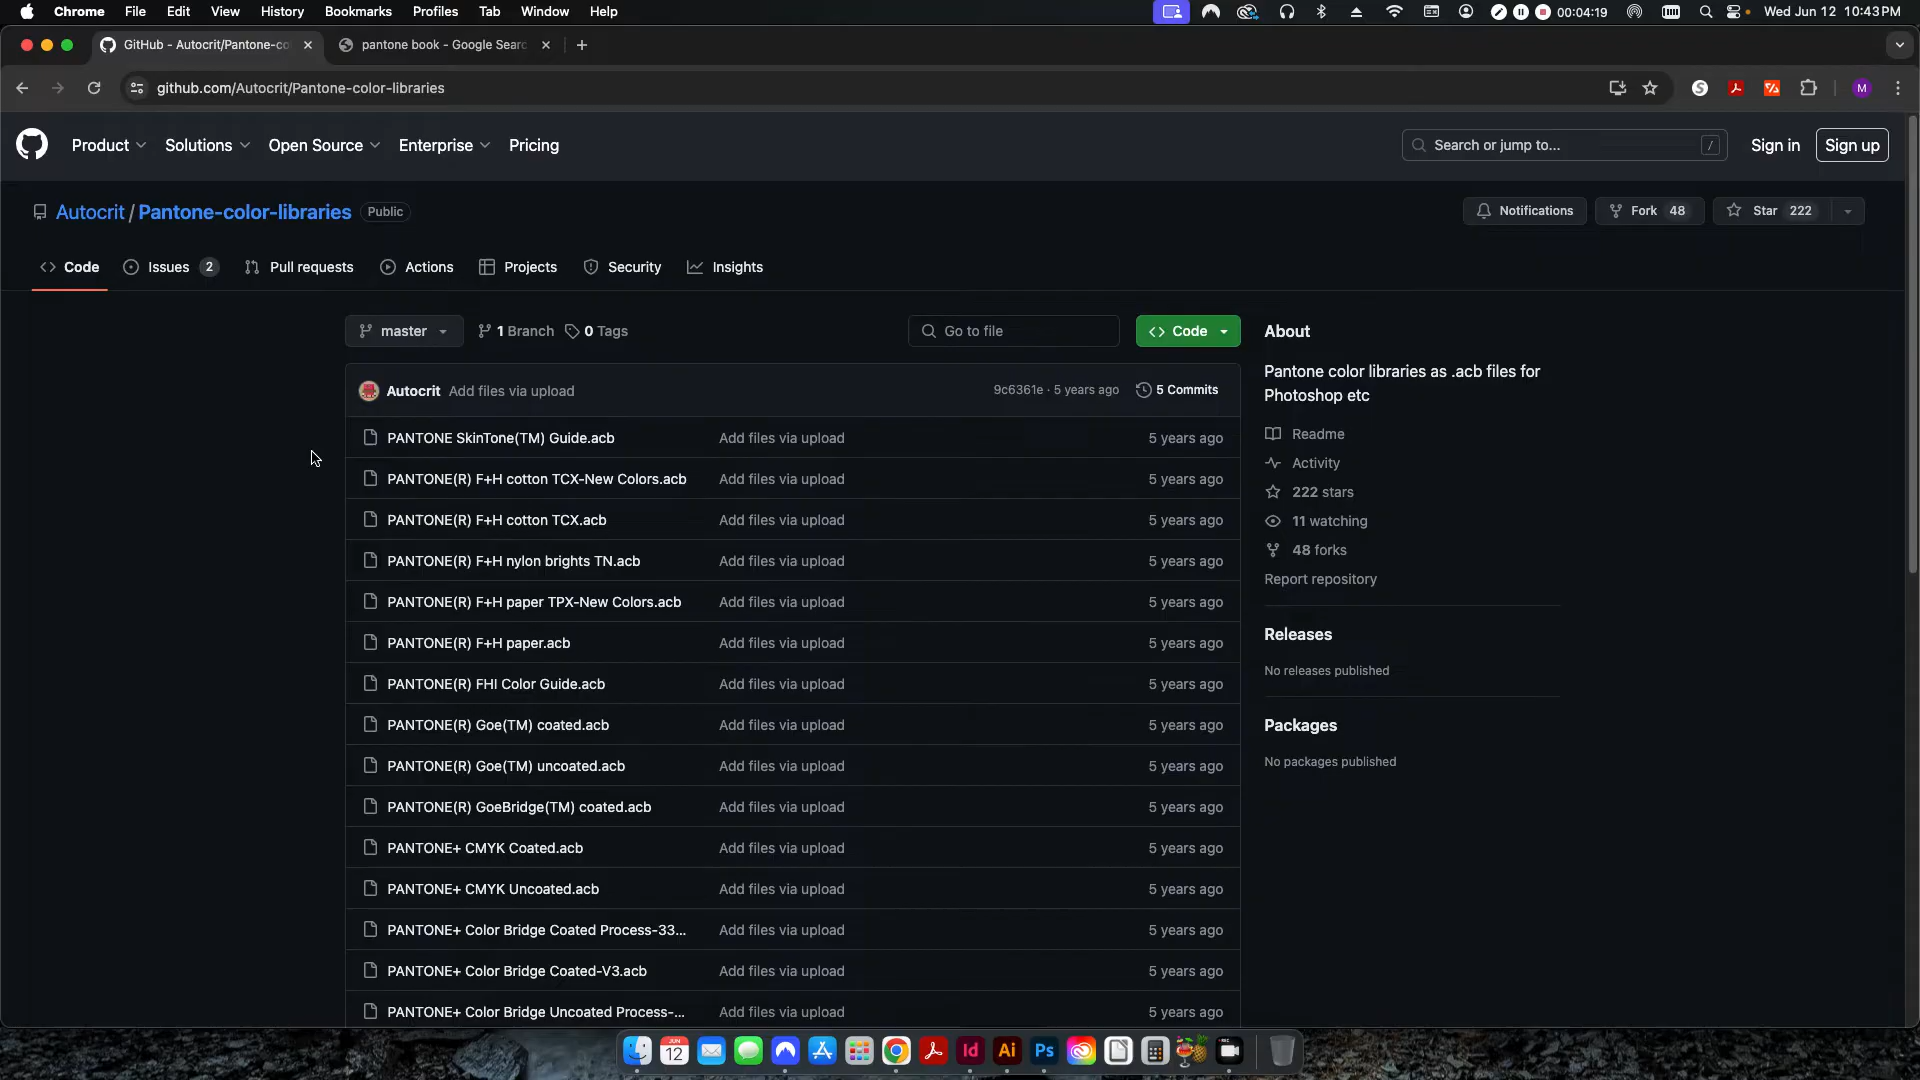 Chrome File Edit View History Bookmarks Profiles Tab Window Help 00:04:19 Wed Jun 12 10:43 PM
GitHub - Autocrit/Pantone-co
pantone book - Google Searc
github.com/Autocrit/Pantone-color-libraries
M
Product Solutions Open Source Enterprise Pricing
Search or jump to... /
Sign in Sign up
Autocrit / Pantone-color-libraries Public
Notifications Fork 48 Star 222
Code Issues 2 Pull requests Actions Projects Security Insights
master 1 Branch 0 Tags Go to file Code
Autocrit Add files via upload 9c6361e · 5 years ago 5 Commits
PANTONE SkinTone(TM) Guide.acb Add files via upload 5 years ago
PANTONE(R) F+H cotton TCX-New Colors.acb Add files via upload 5 years ago
PANTONE(R) F+H cotton TCX.acb Add files via upload 5 years ago
PANTONE(R) F+H nylon brights TN.acb Add files via upload 5 years ago
PANTONE(R) F+H paper TPX-New Colors.acb Add files via upload 5 years ago
PANTONE(R) F+H paper.acb Add files via upload 5 years ago
PANTONE(R) FHI Color Guide.acb Add files via upload 5 years ago
PANTONE(R) Goe(TM) coated.acb Add files via upload 5 years ago
PANTONE(R) Goe(TM) uncoated.acb Add files via upload 5 years ago
PANTONE(R) GoeBridge(TM) coated.acb Add files via upload 5 years ago
PANTONE+ CMYK Coated.acb Add files via upload 5 years ago
PANTONE+ CMYK Uncoated.acb Add files via upload 5 years ago
PANTONE+ Color Bridge Coated Process-33... Add files via upload 5 years ago
PANTONE+ Color Bridge Coated-V3.acb Add files via upload 5 years ago
PANTONE+ Color Bridge Uncoated Process-... Add files via upload 5 years ago
About
Pantone color libraries as .acb files for
Photoshop etc
Readme
Activity
222 stars
11 watching
48 forks
Report repository
Releases
No releases published
Packages
No packages published
JUN
12
Id Ai Ps